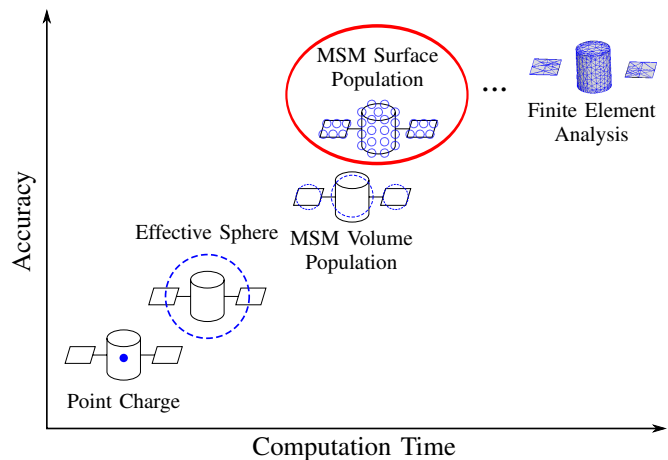 MSM Surface
Population
...
Finite Element
Analysis
Effective Sphere
MSM Volume
Population
Point Charge
Accuracy
Computation Time